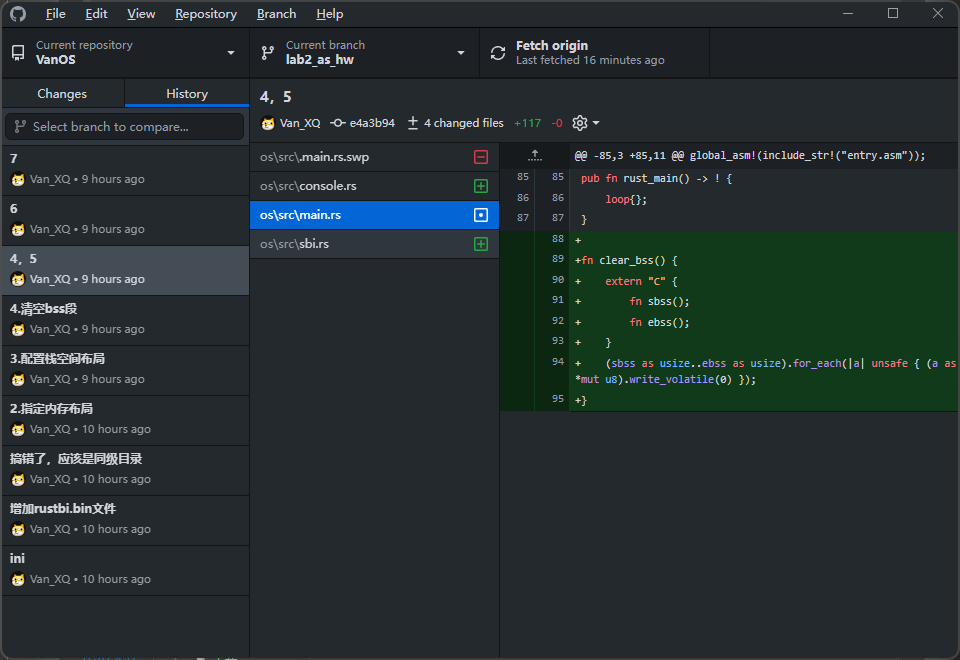 File Edit View Repository Branch Help
Current repository
VanOS
Current branch
lab2_as_hw
Fetch origin
Last fetched 16 minutes ago
Changes History
Select branch to compare...
7
Van_XQ • 9 hours ago
6
Van_XQ • 9 hours ago
4，5
Van_XQ • 9 hours ago
4.清空bss段
Van_XQ • 9 hours ago
3.配置栈空间布局
Van_XQ • 9 hours ago
2.指定内存布局
Van_XQ • 10 hours ago
搞错了，应该是同级目录
Van_XQ • 10 hours ago
增加rustbi.bin文件
Van_XQ • 10 hours ago
ini
Van_XQ • 10 hours ago
4，5
Van_XQ e4a3b94 4 changed files +117 -0
os\src\.main.rs.swp
os\src\console.rs
os\src\main.rs
os\src\sbi.rs
@@ -85,3 +85,11 @@ global_asm!(include_str!("entry.asm"));
85 85 pub fn rust_main() -> ! {
86 86 loop{};
87 87 }
88 +
89 +fn clear_bss() {
90 + extern "C" {
91 + fn sbss();
92 + fn ebss();
93 + }
94 + (sbss as usize..ebss as usize).for_each(|a| unsafe { (a as
*mut u8).write_volatile(0) });
95 +}